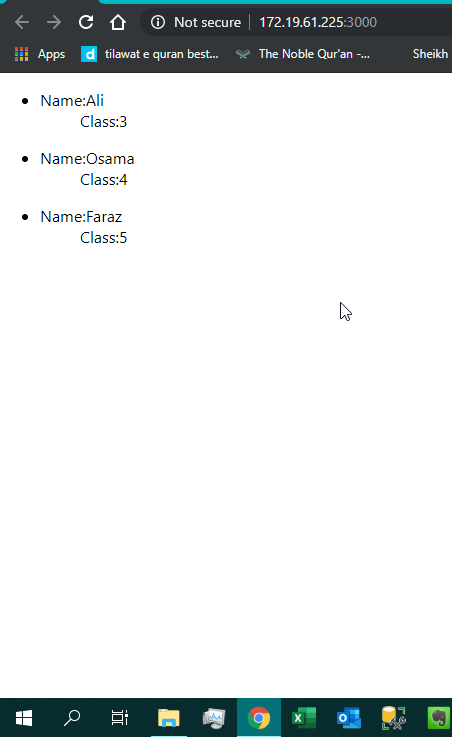 Not secure | 172.19.61.225:3000
Apps tilawat e quran best... The Noble Qur'an -... Sheikh
Name:Ali
Class:3
Name:Osama
Class:4
Name:Faraz
Class:5